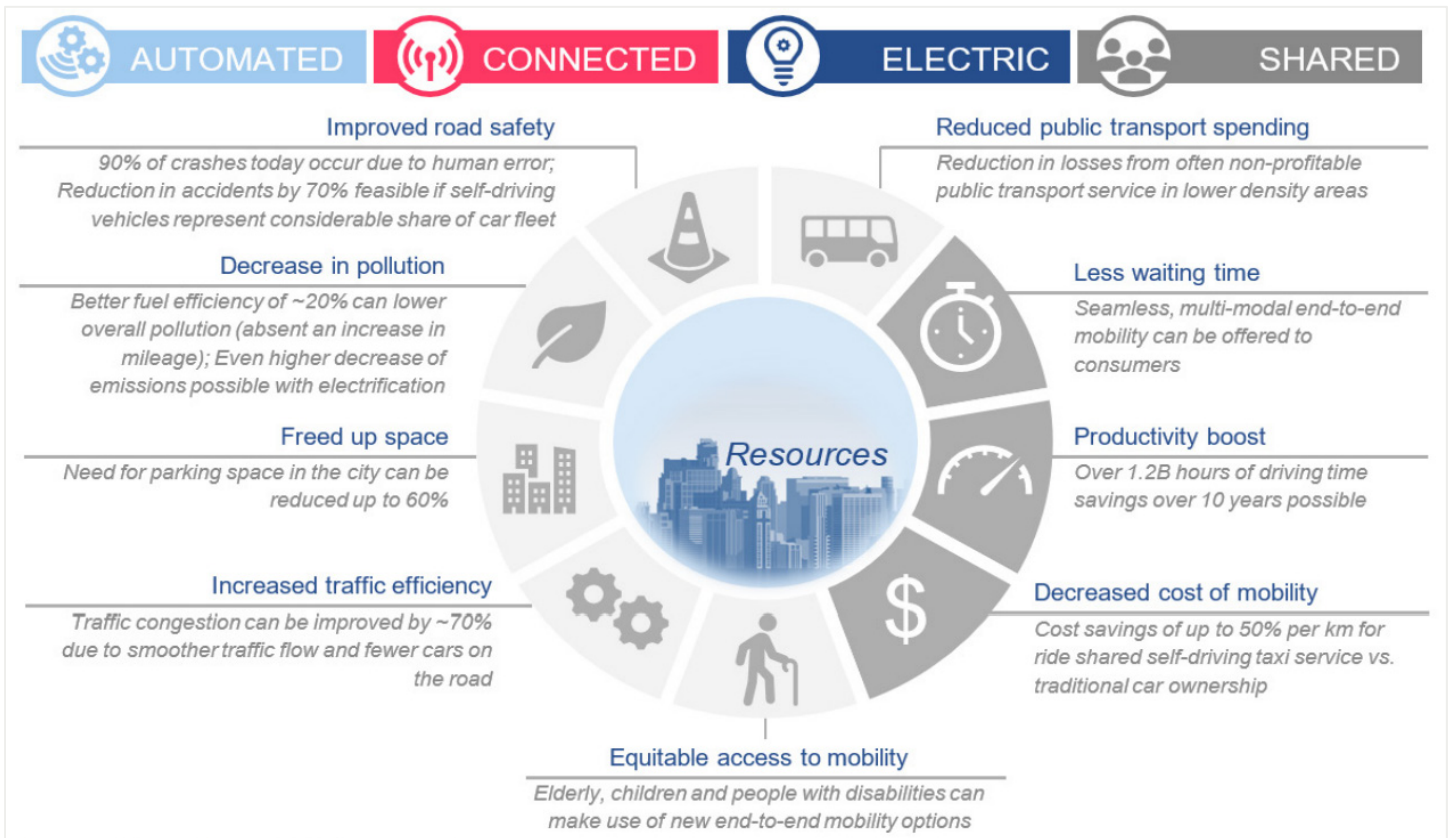 AUTOMATED
CONNECTED
ELECTRIC
SHARED
Improved road safety
90% of crashes today occur due to human error;
Reduction in accidents by 70% feasible if self-driving
vehicles represent considerable share of car fleet
Decrease in pollution
Better fuel efficiency of ~20% can lower
overall pollution (absent an increase in
mileage); Even higher decrease of
emissions possible with electrification
Freed up space
Need for parking space in the city can be
reduced up to 60%
Increased traffic efficiency
Traffic congestion can be improved by ~70%
due to smoother traffic flow and fewer cars on
the road
Resources
$
Reduced public transport spending
Reduction in losses from often non-profitable
public transport service in lower density areas
Less waiting time
Seamless, multi-modal end-to-end
mobility can be offered to
consumers
Productivity boost
Over 1.2B hours of driving time
savings over 10 years possible
Decreased cost of mobility
Cost savings of up to 50% per km for
ride shared self-driving taxi service vs.
traditional car ownership
Equitable access to mobility
Elderly, children and people with disabilities can
make use of new end-to-end mobility options